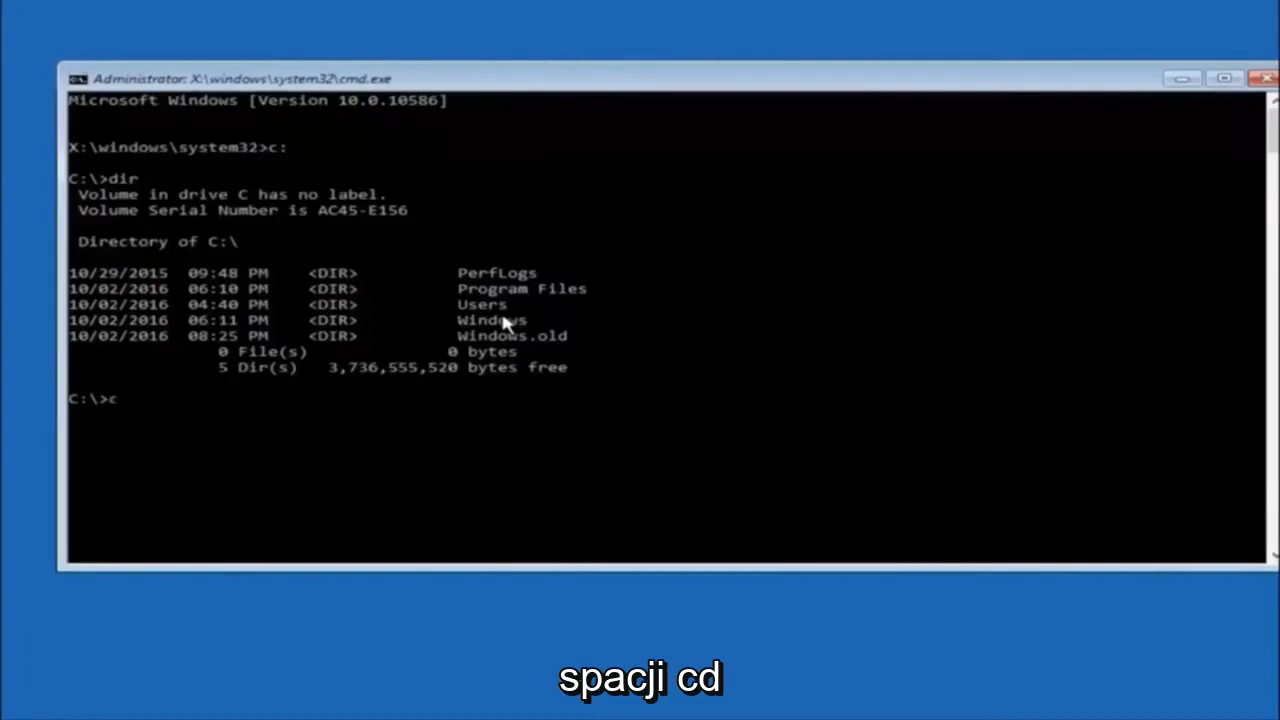 Administrator: X:\windows\system32\cmd.exe
Microsoft Windows [Version 10.0.10586]
X:\windows\system32>c:
C:\>dir
Volume in drive C has no label.
Volume Serial Number is AC45-E156
Directory of C:\
10/29/2015 09:48 PM <DIR> PerfLogs
10/02/2016 06:10 PM <DIR> Program Files
10/02/2016 04:40 PM <DIR> Users
10/02/2016 06:11 PM <DIR> Windows
10/02/2016 08:25 PM <DIR> Windows.old
0 File(s) 0 bytes
5 Dir(s) 3,736,555,520 bytes free
C:\>c
spacji cd